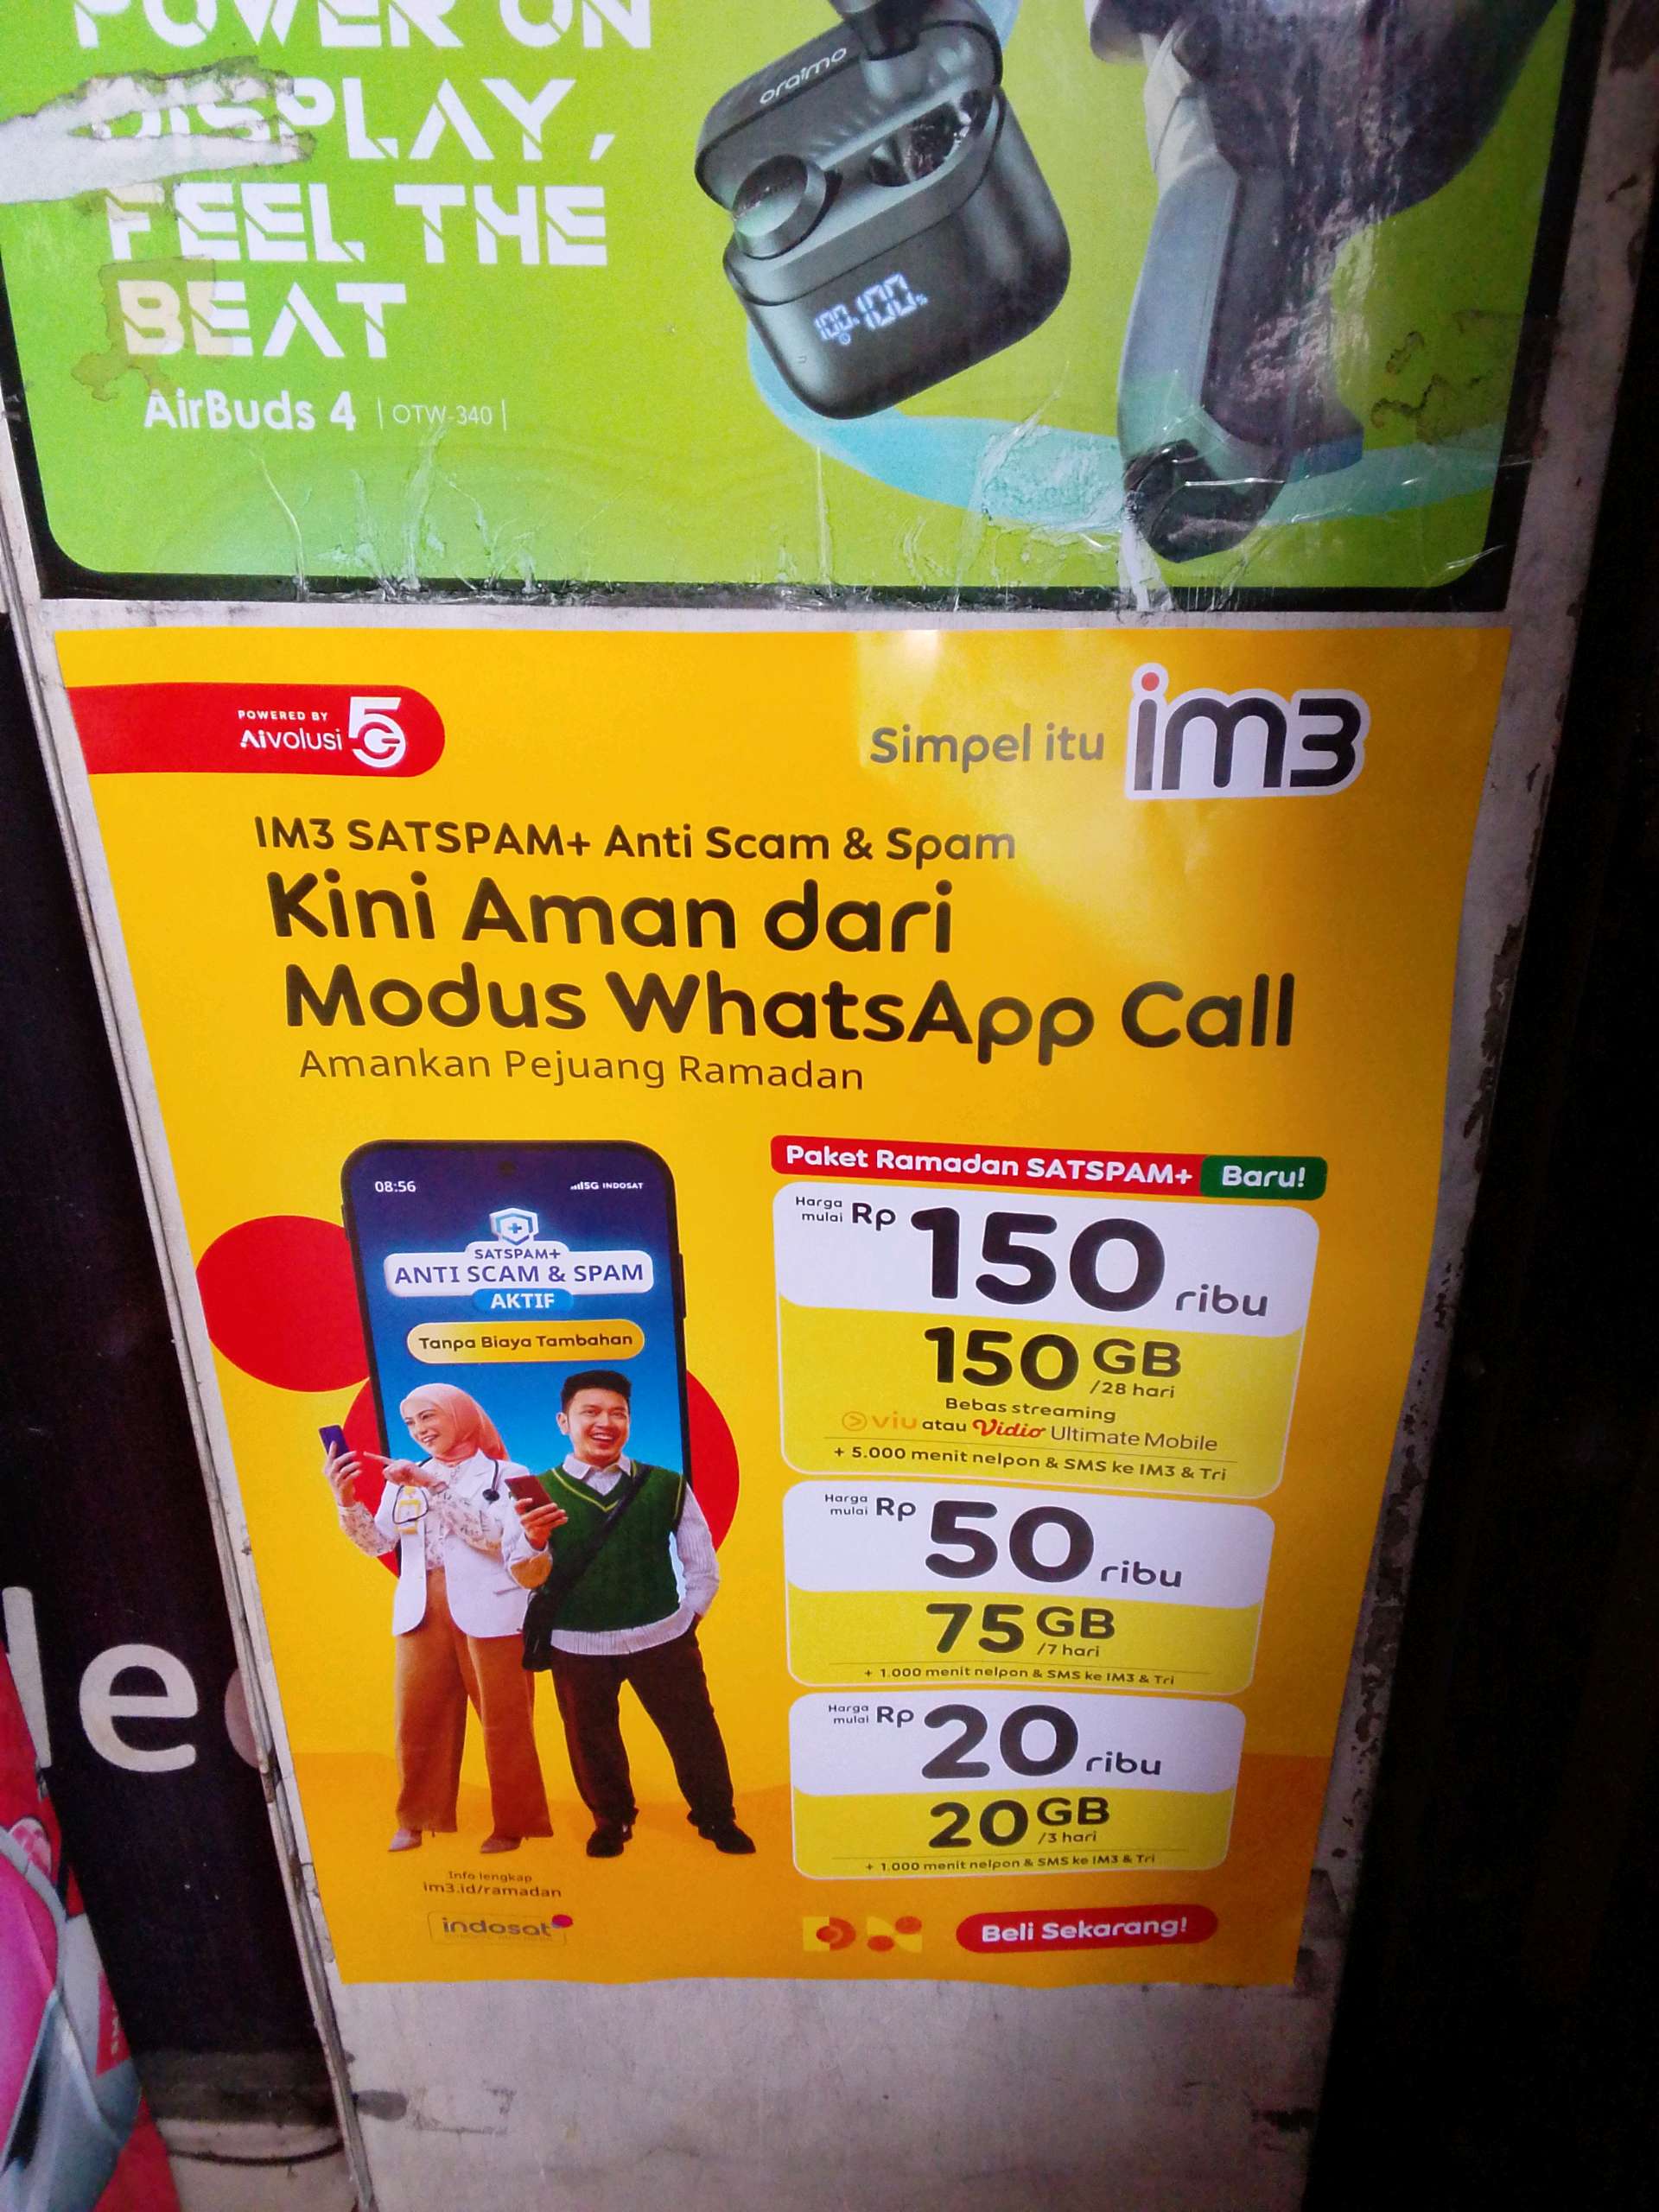 POWER ON
DISPLAY,
FEEL THE
BEAT
AirBuds 4 | OTW-340 |
oraimo
100 100%
POWERED BY
AIvolusi 5G
Simpel itu im3
IM3 SATSPAM+ Anti Scam & Spam
Kini Aman dari
Modus WhatsApp Call
Amankan Pejuang Ramadan
08:56
5G INDOSAT
SATSPAM+
ANTI SCAM & SPAM
AKTIF
Tanpa Biaya Tambahan
Paket Ramadan SATSPAM+ Baru!
Harga mulai Rp 150 ribu
150 GB /28 hari
Bebas streaming
viu atau Vidio Ultimate Mobile
+ 5.000 menit nelpon & SMS ke IM3 & Tri
Harga mulai Rp 50 ribu
75 GB /7 hari
+ 1.000 menit nelpon & SMS ke IM3 & Tri
Harga mulai Rp 20 ribu
20 GB /3 hari
+ 1.000 menit nelpon & SMS ke IM3 & Tri
Info lengkap
im3.id/ramadan
indosat
Beli Sekarang!